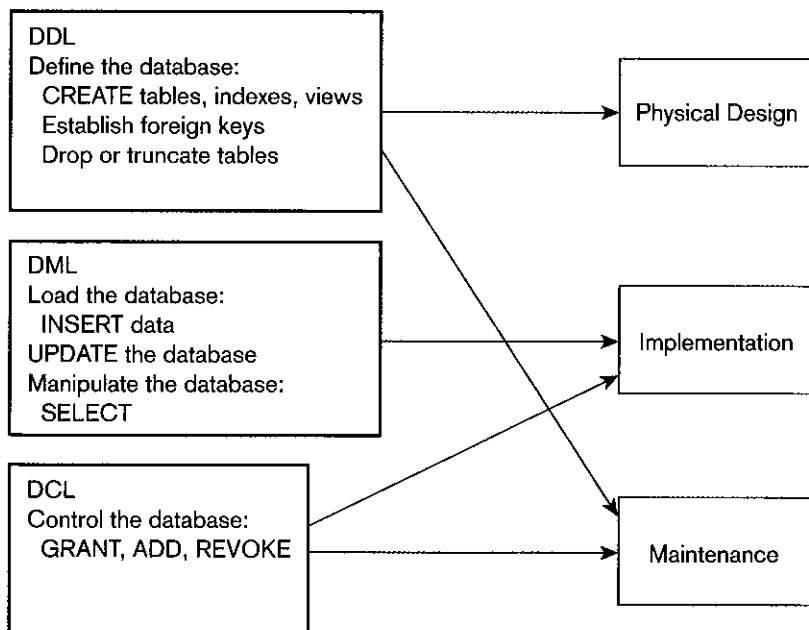 DDL
Define the database:
CREATE tables, indexes, views
Establish foreign keys
Drop or truncate tables
Physical Design
DML
Load the database:
INSERT data
UPDATE the database
Manipulate the database:
SELECT
Implementation
DCL
Control the database:
GRANT, ADD, REVOKE
Maintenance